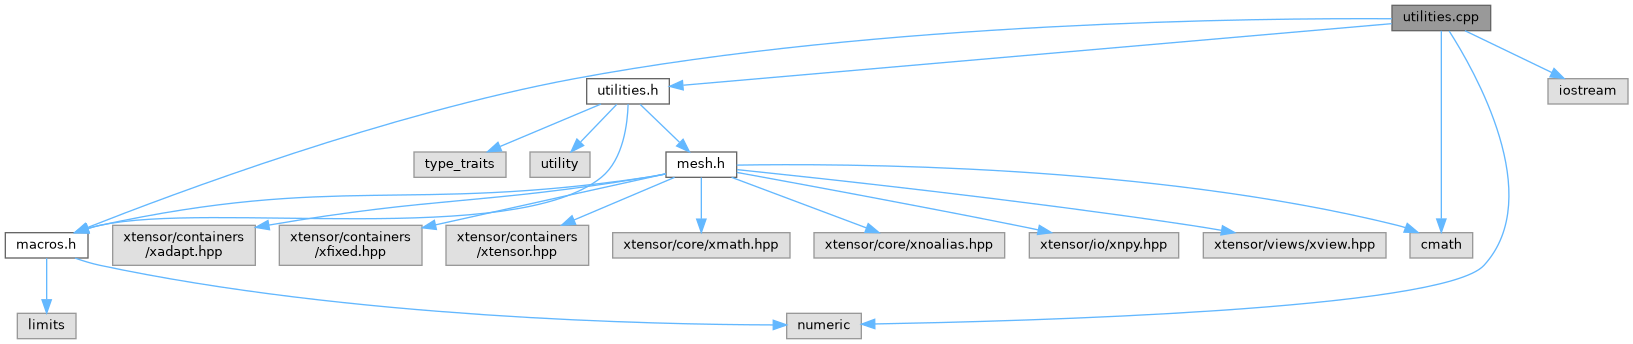 utilities.cpp
utilities.h
iostream
type_traits
utility
mesh.h
macros.h
xtensor/containers
/xadapt.hpp
xtensor/containers
/xfixed.hpp
xtensor/containers
/xtensor.hpp
xtensor/core/xmath.hpp
xtensor/core/xnoalias.hpp
xtensor/io/xnpy.hpp
xtensor/views/xview.hpp
cmath
limits
numeric